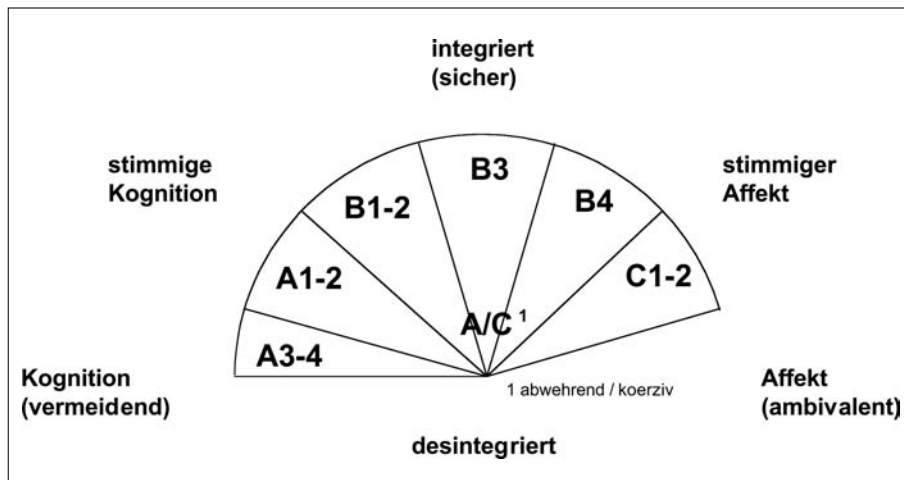 integriert
(sicher)
stimmige
Kognition
stimmiger
Affekt
B3
B1-2
B4
A1-2
C1-2
A/C 1
A3-4
Kognition
(vermeidend)
1 abwehrend / koerziv
Affekt
(ambivalent)
desintegriert